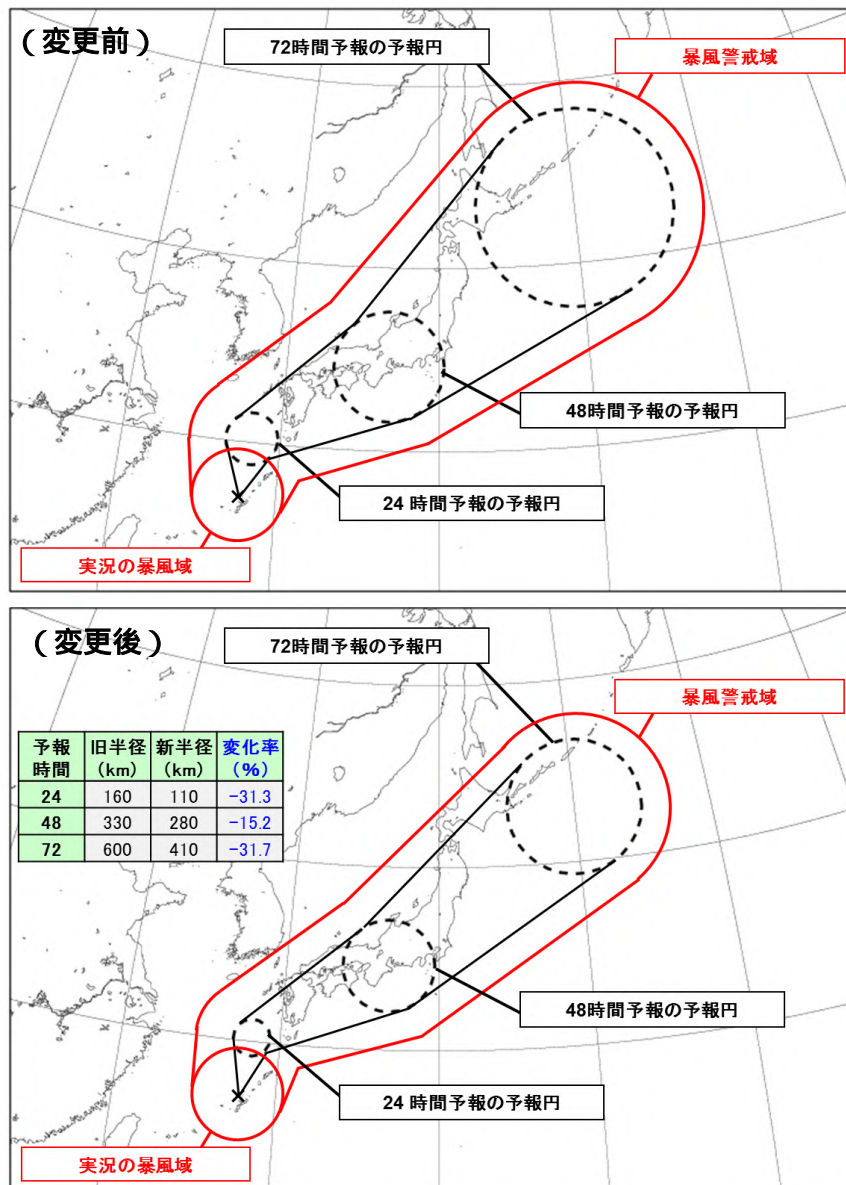 （変更前）
72時間予報の予報円
暴風警戒域
48時間予報の予報円
24 時間予報の予報円
実況の暴風域
（変更後）
72時間予報の予報円
暴風警戒域
予報時間 旧半径(km) 新半径(km) 変化率(%)
24 160 110 -31.3
48 330 280 -15.2
72 600 410 -31.7
48時間予報の予報円
24 時間予報の予報円
実況の暴風域